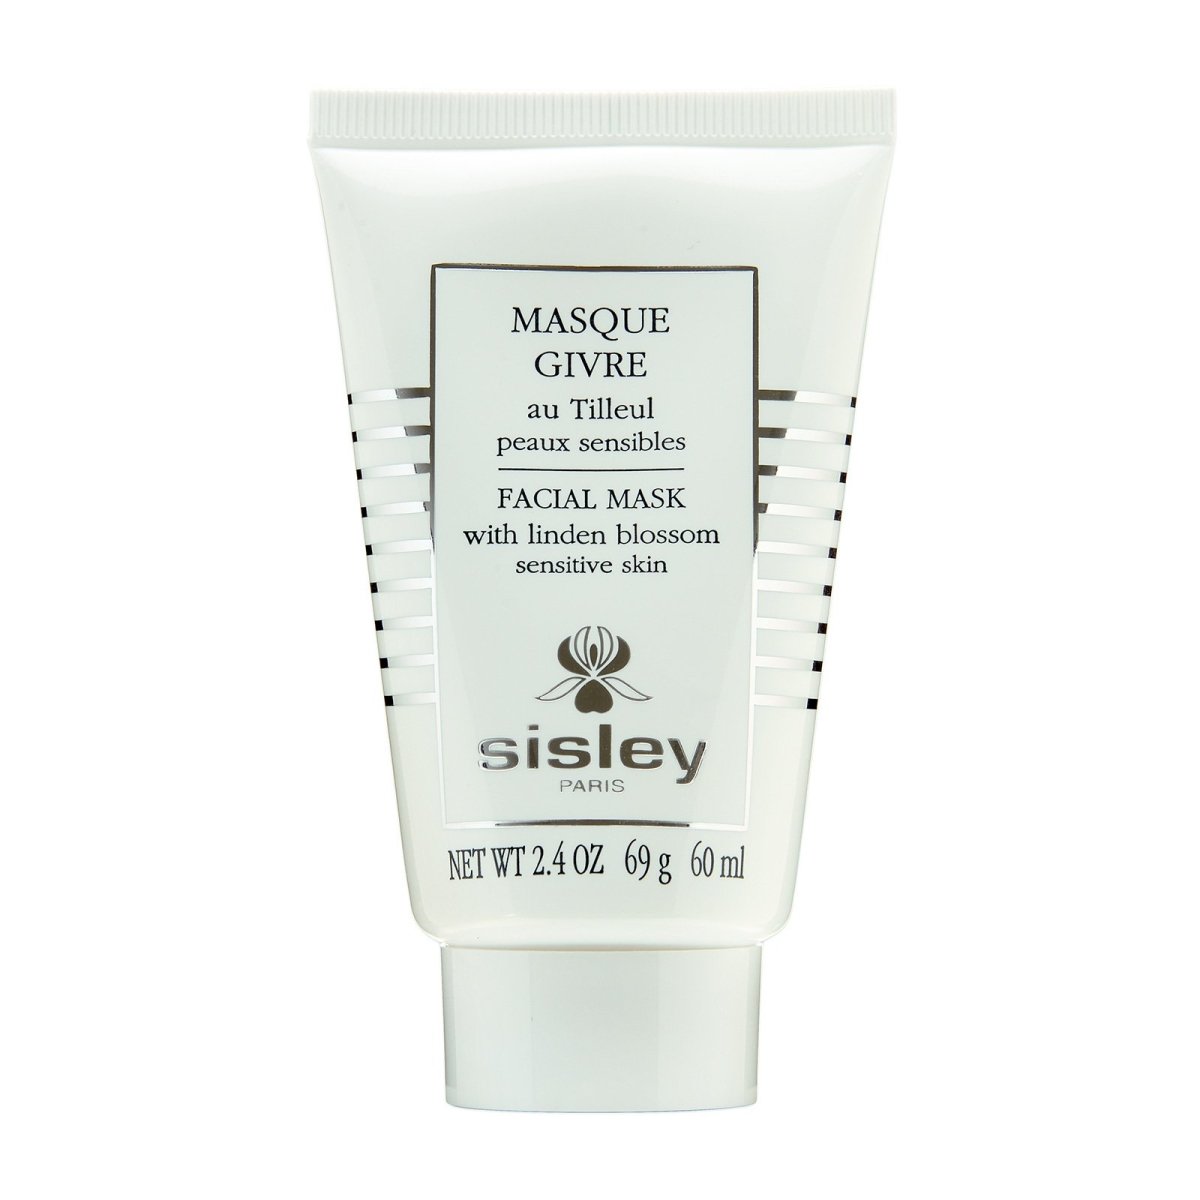 MASQUE
GIVRE
au Tilleul
peaux sensibles
FACIAL MASK
with linden blossom
sensitive skin
sisley
PARIS
NET WT 2.4 OZ 69 g 60 ml